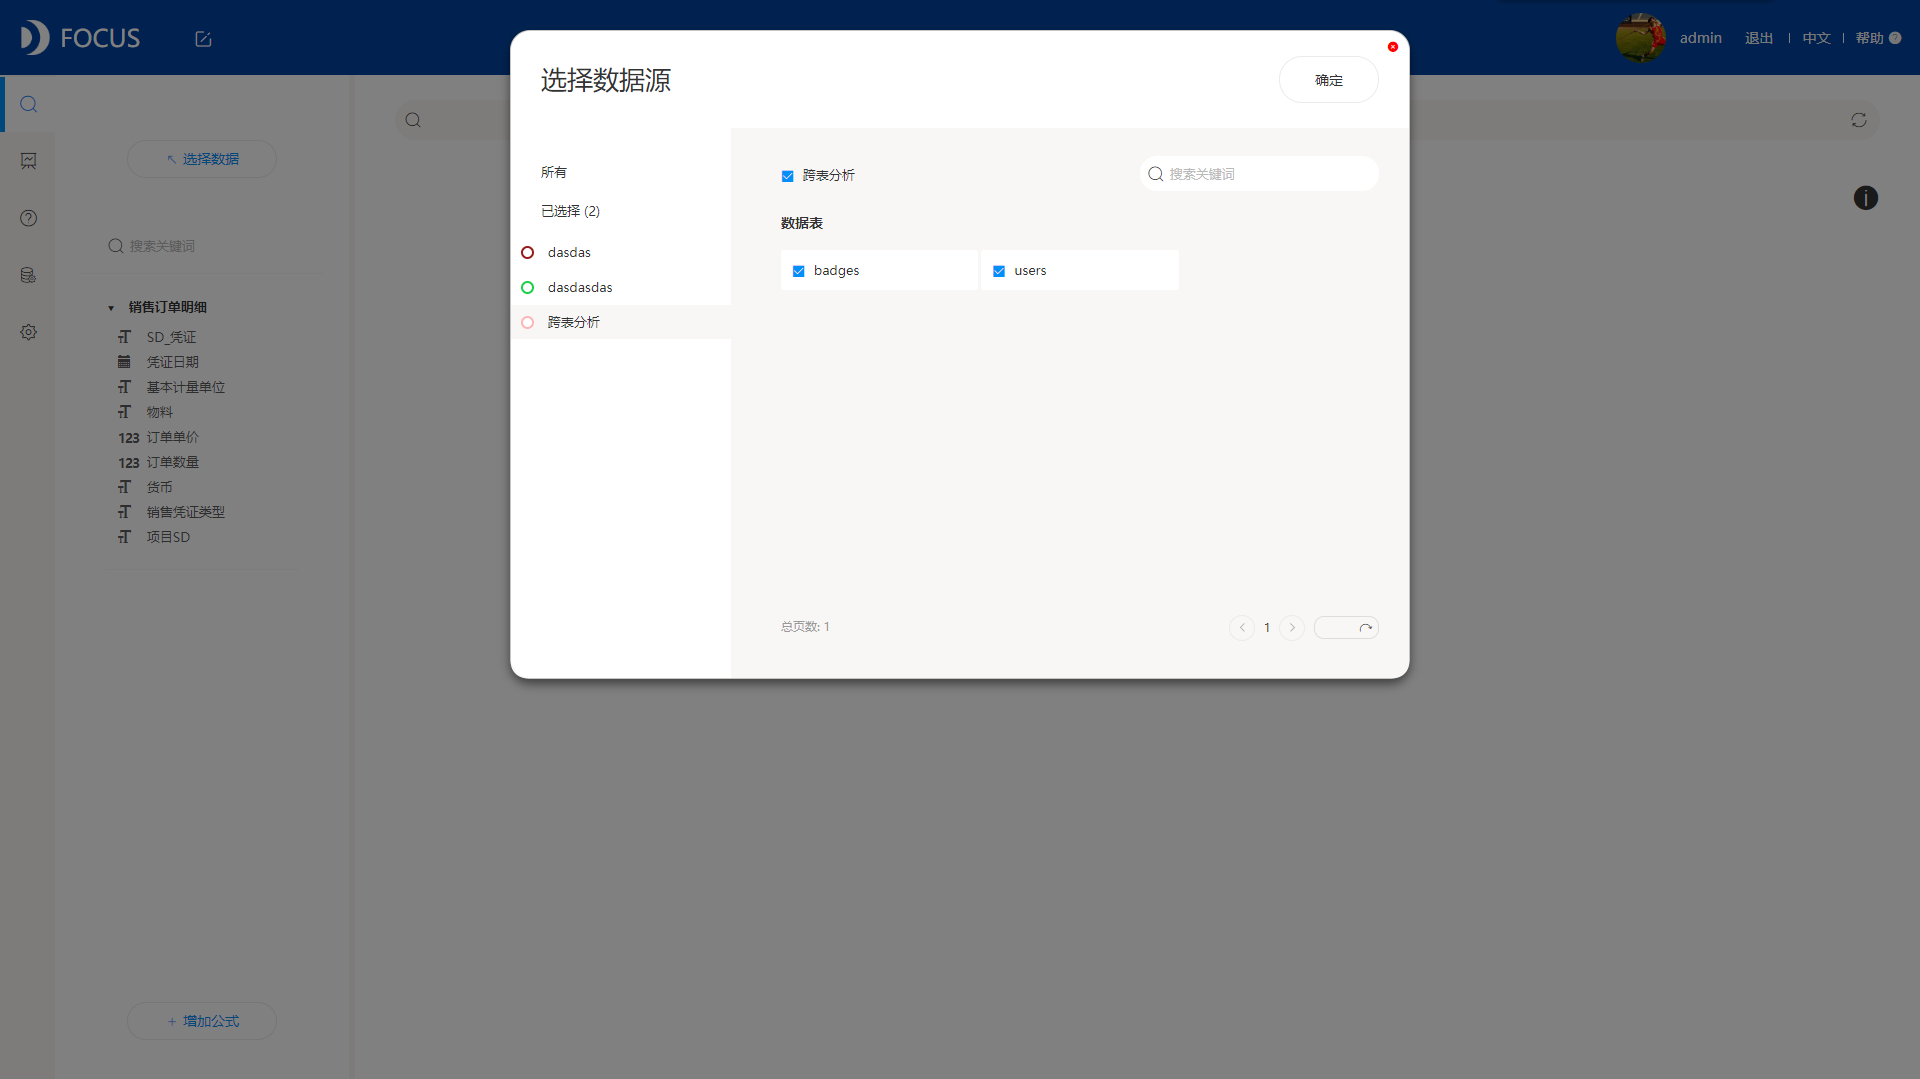 FOCUS
admin 退出 中文 帮助
选择数据
搜索关键词
销售订单明细
SD_凭证
凭证日期
基本计量单位
物料
123 订单单价
123 订单数量
货币
销售凭证类型
项目SD
+ 增加公式
选择数据源
确定
所有
已选择 (2)
dasdas
dasdasdas
跨表分析
跨表分析
搜索关键词
数据表
badges
users
总页数: 1
1